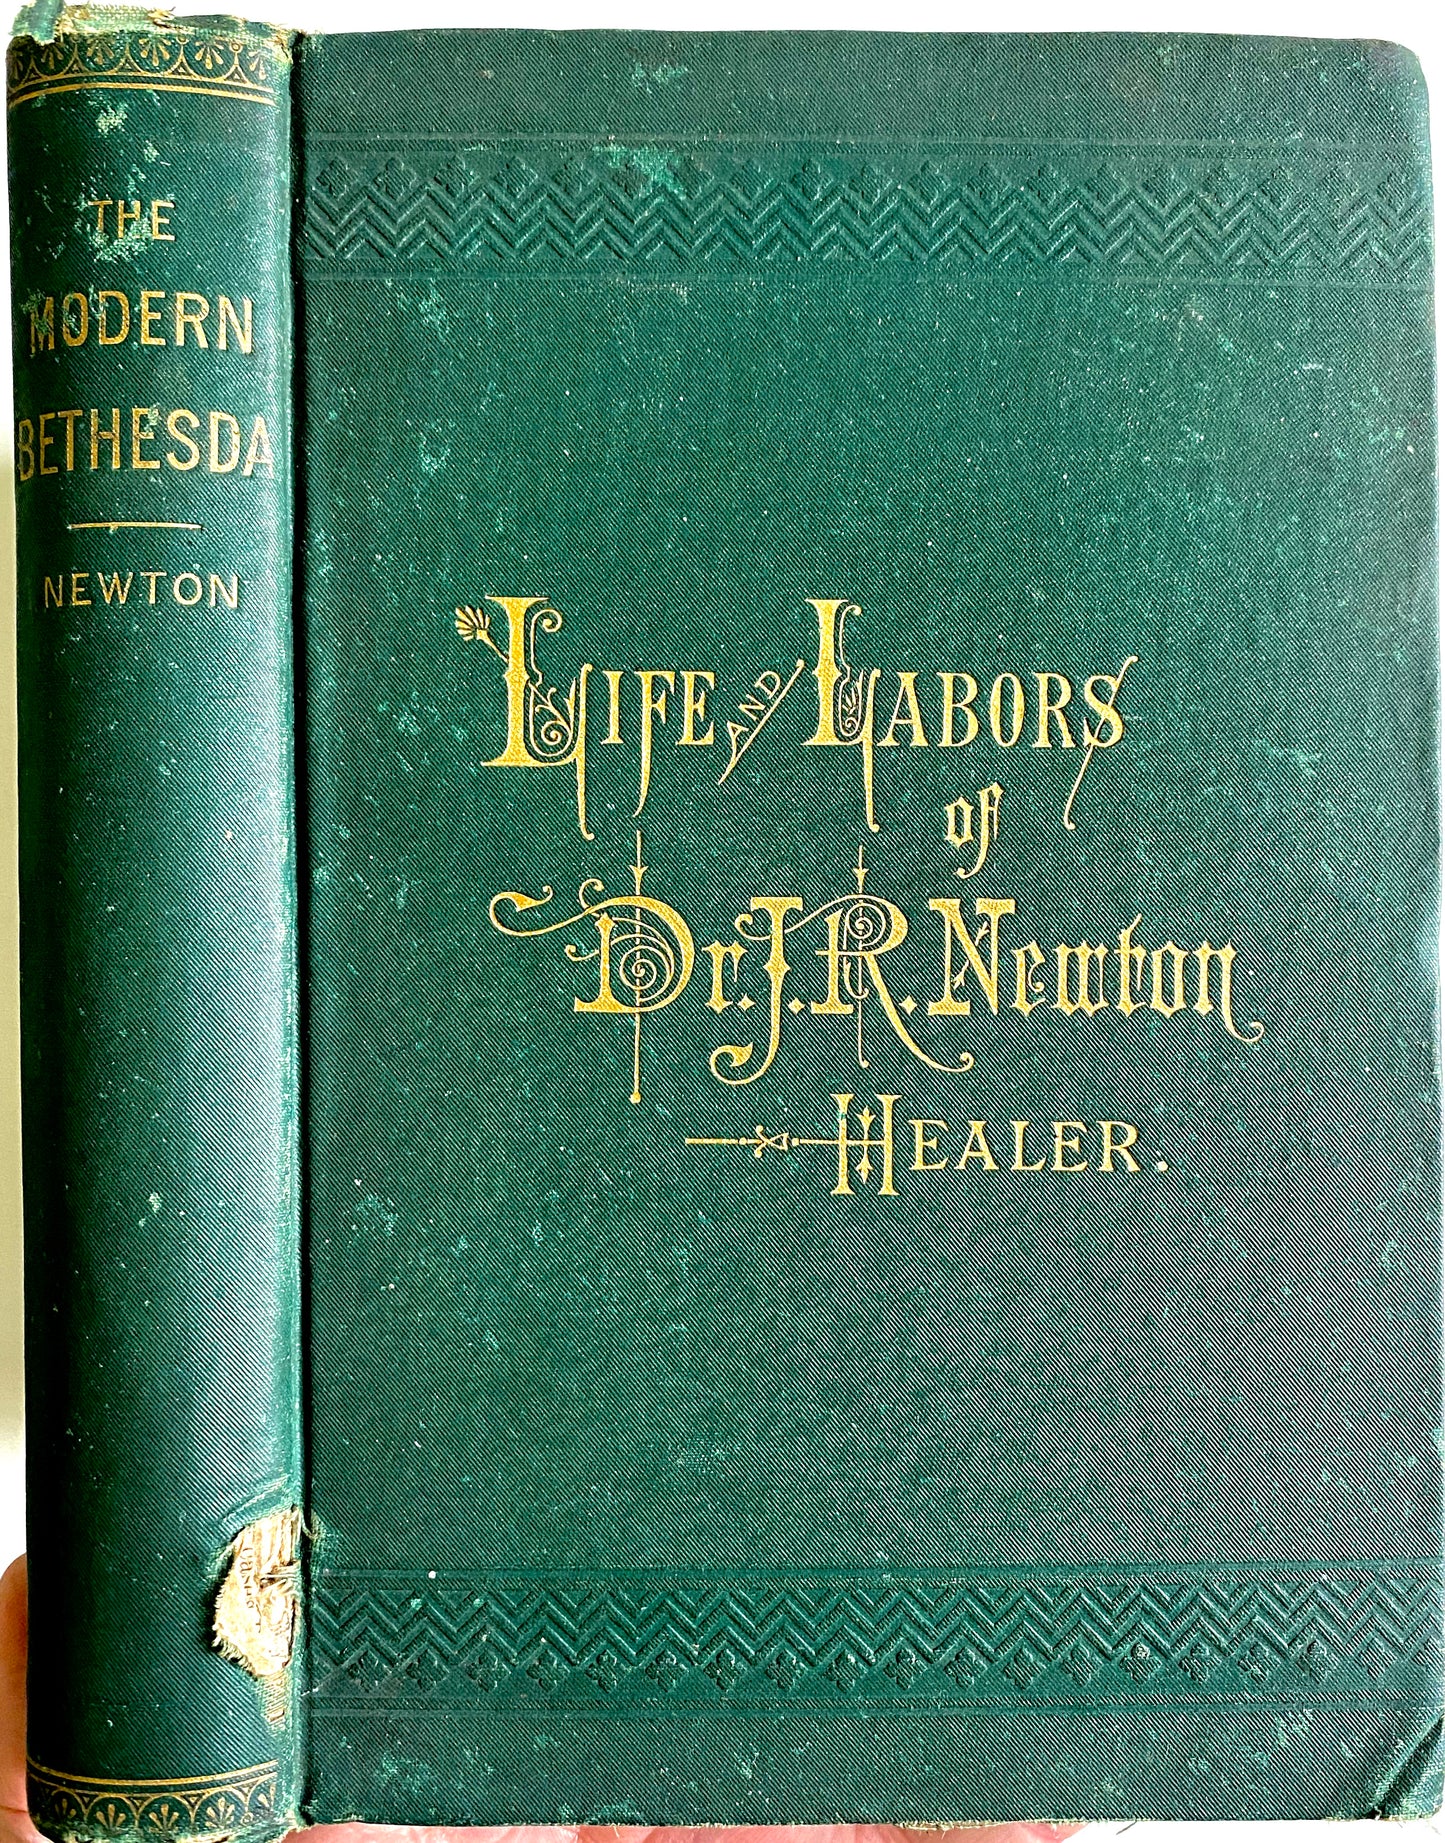 THE
MODERN
BETHESDA
NEWTON
LIFE AND LABORS
of
Dr. J. R. Newton
HEALER.